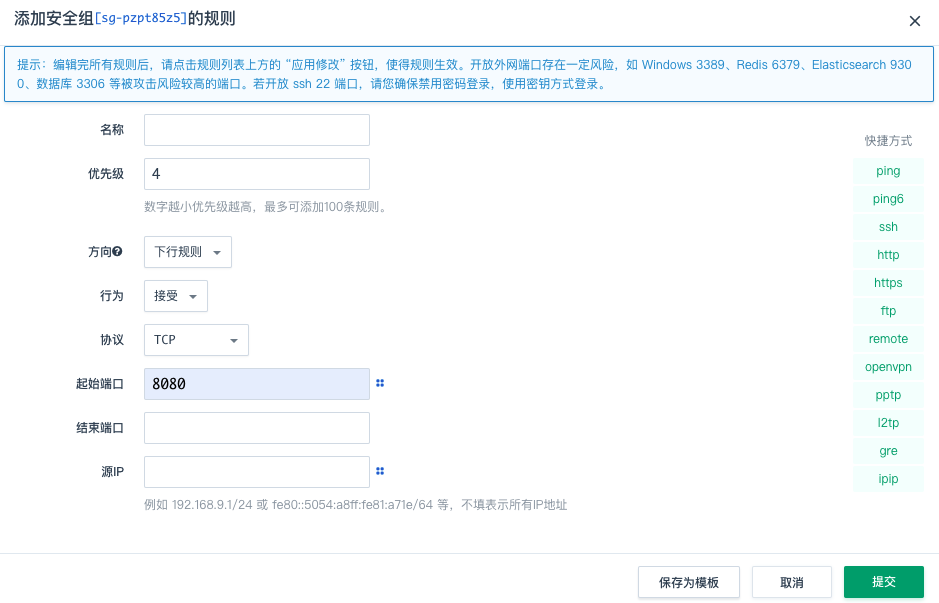 添加安全组[sg-pzpt85z5]的规则
提示：编辑完所有规则后，请点击规则列表上方的 “应用修改” 按钮，使得规则生效。开放外网端口存在一定风险，如 Windows 3389、Redis 6379、Elasticsearch 930
0、数据库 3306 等被攻击风险较高的端口。若开放 ssh 22 端口，请您确保禁用密码登录，使用密钥方式登录。
名称
优先级 4
数字越小优先级越高，最多可添加100条规则。
方向 下行规则
行为 接受
协议 TCP
起始端口 8080
结束端口
源IP
例如 192.168.9.1/24 或 fe80::5054:a8ff:fe81:a71e/64 等，不填表示所有IP地址
快捷方式
ping
ping6
ssh
http
https
ftp
remote
openvpn
pptp
l2tp
gre
ipip
保存为模板 取消 提交